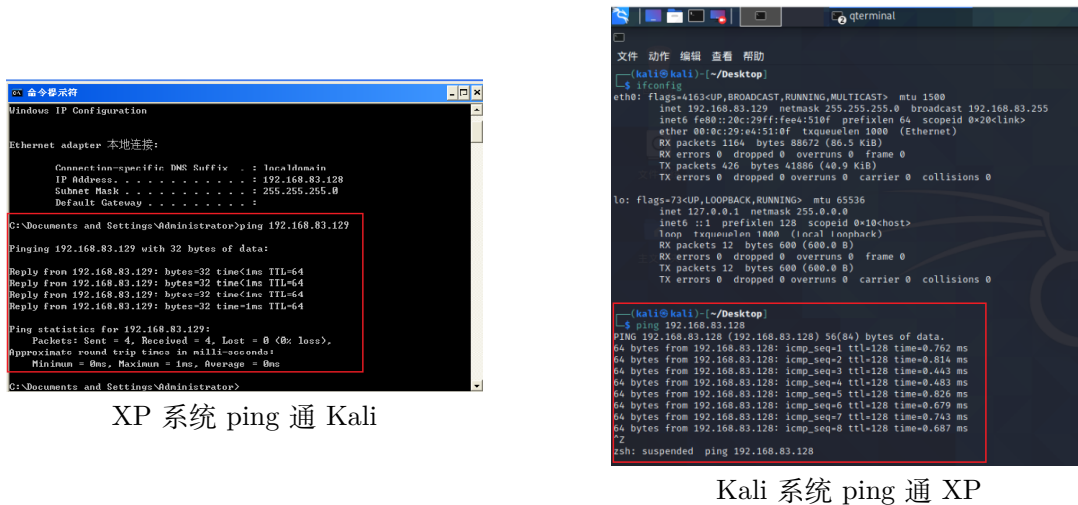 命令提示符
Windows IP Configuration
Ethernet adapter 本地连接:
Connection-specific DNS Suffix  . : localdomain
IP Address. . . . . . . . . . . . : 192.168.83.128
Subnet Mask . . . . . . . . . . . : 255.255.255.0
Default Gateway . . . . . . . . . :
C:\Documents and Settings\Administrator>ping 192.168.83.129
Pinging 192.168.83.129 with 32 bytes of data:
Reply from 192.168.83.129: bytes=32 time<1ms TTL=64
Reply from 192.168.83.129: bytes=32 time<1ms TTL=64
Reply from 192.168.83.129: bytes=32 time<1ms TTL=64
Reply from 192.168.83.129: bytes=32 time=1ms TTL=64
Ping statistics for 192.168.83.129:
Packets: Sent = 4, Received = 4, Lost = 0 (0% loss),
Approximate round trip times in milli-seconds:
Minimum = 0ms, Maximum = 1ms, Average = 0ms
C:\Documents and Settings\Administrator>
XP 系统 ping 通 Kali
qterminal
2
文件 动作 编辑 查看 帮助
(kali㉿kali)-[~/Desktop]
$ ifconfig
eth0: flags=4163<UP,BROADCAST,RUNNING,MULTICAST>  mtu 1500
inet 192.168.83.129  netmask 255.255.255.0  broadcast 192.168.83.255
inet6 fe80::20c:29ff:fee4:510f  prefixlen 64  scopeid 0×20<link>
ether 00:0c:29:e4:51:0f  txqueuelen 1000  (Ethernet)
RX packets 1164  bytes 88672 (86.5 KiB)
RX errors 0  dropped 0  overruns 0  frame 0
TX packets 426  bytes 41886 (40.9 KiB)
TX errors 0  dropped 0 overruns 0  carrier 0  collisions 0
lo: flags=73<UP,LOOPBACK,RUNNING>  mtu 65536
inet 127.0.0.1  netmask 255.0.0.0
inet6 ::1  prefixlen 128  scopeid 0×10<host>
loop  txqueuelen 1000  (Local Loopback)
RX packets 12  bytes 600 (600.0 B)
RX errors 0  dropped 0  overruns 0  frame 0
TX packets 12  bytes 600 (600.0 B)
TX errors 0  dropped 0 overruns 0  carrier 0  collisions 0
(kali㉿kali)-[~/Desktop]
$ ping 192.168.83.128
PING 192.168.83.128 (192.168.83.128) 56(84) bytes of data.
64 bytes from 192.168.83.128: icmp_seq=1 ttl=128 time=0.762 ms
64 bytes from 192.168.83.128: icmp_seq=2 ttl=128 time=0.814 ms
64 bytes from 192.168.83.128: icmp_seq=3 ttl=128 time=0.443 ms
64 bytes from 192.168.83.128: icmp_seq=4 ttl=128 time=0.483 ms
64 bytes from 192.168.83.128: icmp_seq=5 ttl=128 time=0.826 ms
64 bytes from 192.168.83.128: icmp_seq=6 ttl=128 time=0.679 ms
64 bytes from 192.168.83.128: icmp_seq=7 ttl=128 time=0.743 ms
64 bytes from 192.168.83.128: icmp_seq=8 ttl=128 time=0.687 ms
^Z
zsh: suspended  ping 192.168.83.128
Kali 系统 ping 通 XP